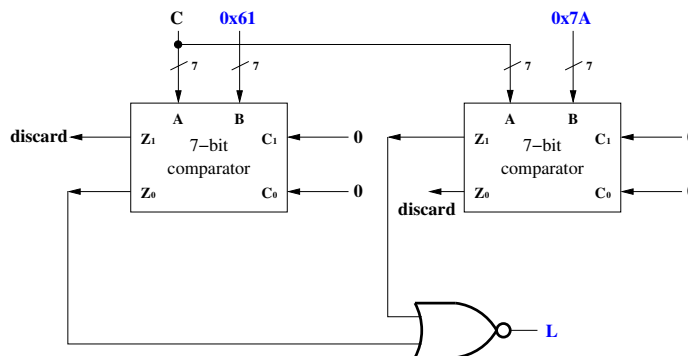 C 0x61 0x7A
7 7 7 7
A B A B
discard Z1 C1 0 Z1 C1
7−bit comparator 7−bit comparator
Z0 C0 0 Z0 C0
discard
L